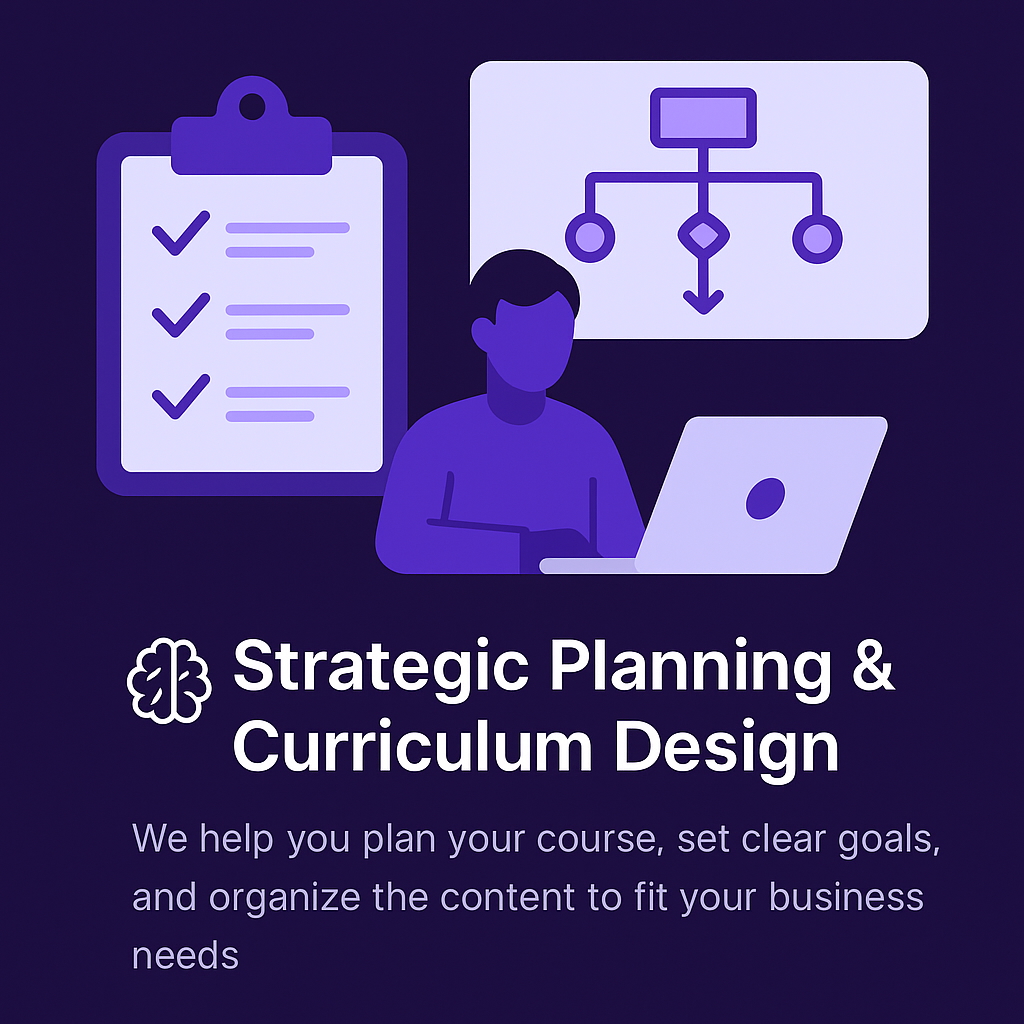 Strategic Planning &
Curriculum Design
We help you plan your course, set clear goals,
and organize the content to fit your business
needs